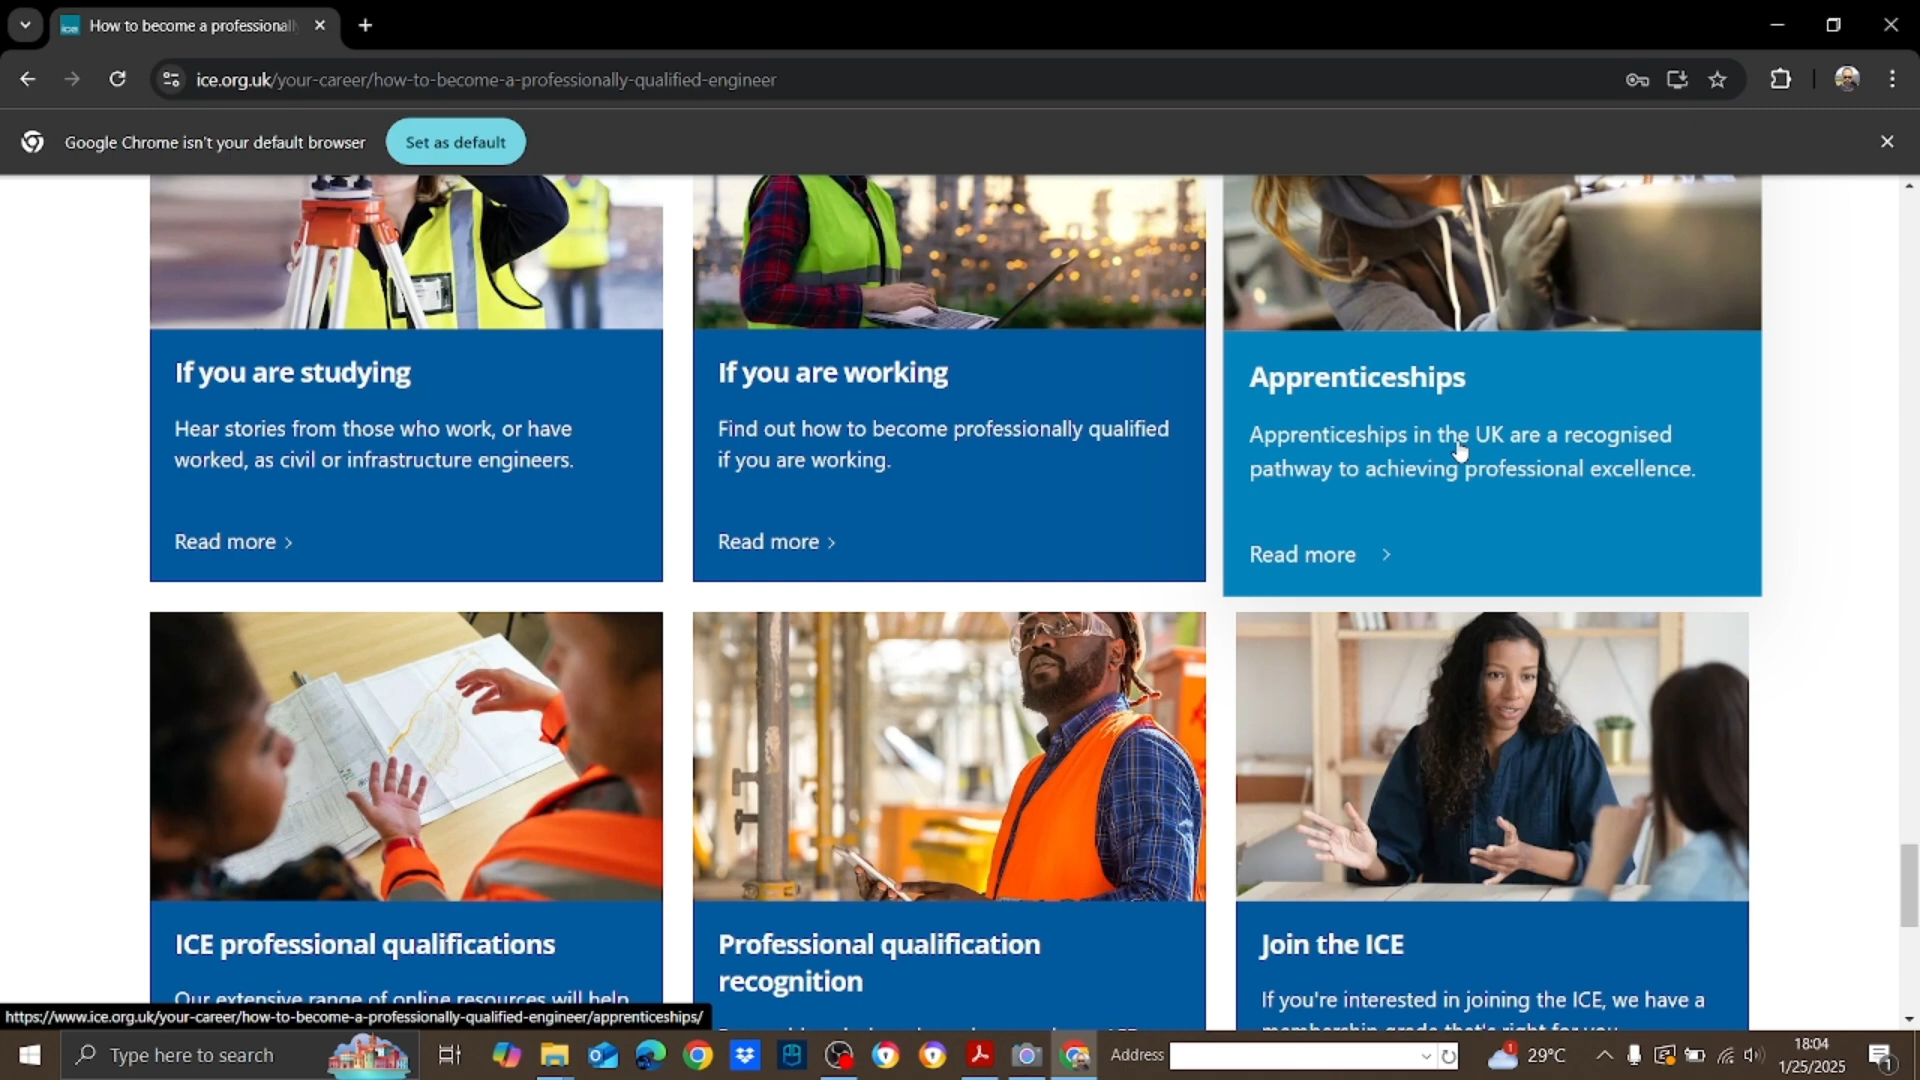 How to become a professionall
ice.org.uk/your-career/how-to-become-a-professionally-qualified-engineer
Google Chrome isn't your default browser
Set as default
If you are studying
Hear stories from those who work, or have
worked, as civil or infrastructure engineers.
Read more
If you are working
Find out how to become professionally qualified
if you are working.
Read more
Apprenticeships
Apprenticeships in the UK are a recognised
pathway to achieving professional excellence.
Read more
ICE professional qualifications
Our extensive range of online resources will help
Professional qualification
recognition
Join the ICE
If you're interested in joining the ICE, we have a
membership grade that's right for you
https://www.ice.org.uk/your-career/how-to-become-a-professionally-qualified-engineer/apprenticeships/
Type here to search
Address
1
29°C
18:04
1/25/2025
1